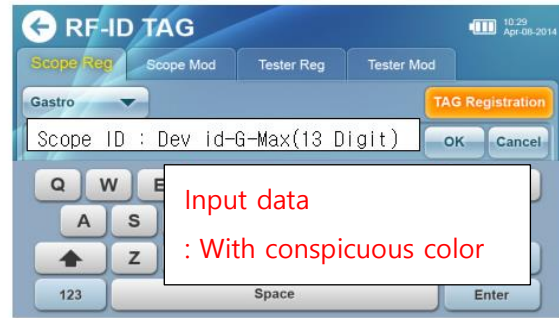 RF-ID TAG
10:29
Apr-08-2014
Scope Reg Scope Mod Tester Reg Tester Mod
Gastro TAG Registration
Scope ID : Dev id-G-Max(13 Digit) OK Cancel
Q W E
Input data
A S
: With conspicuous color
Z
123 Space Enter